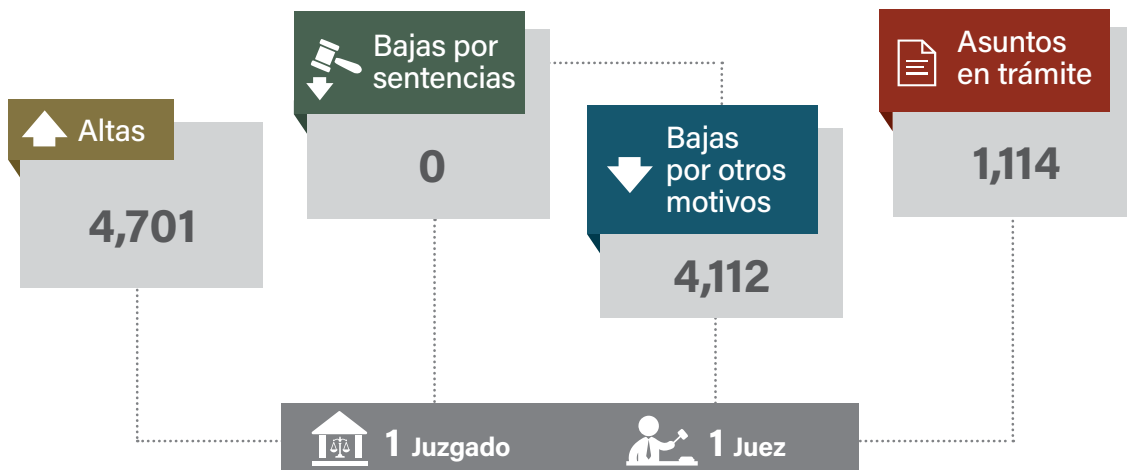 Altas
4,701
Bajas por
sentencias
0
Bajas
por otros
motivos
4,112
Asuntos
en trámite
1,114
1 Juzgado
1 Juez